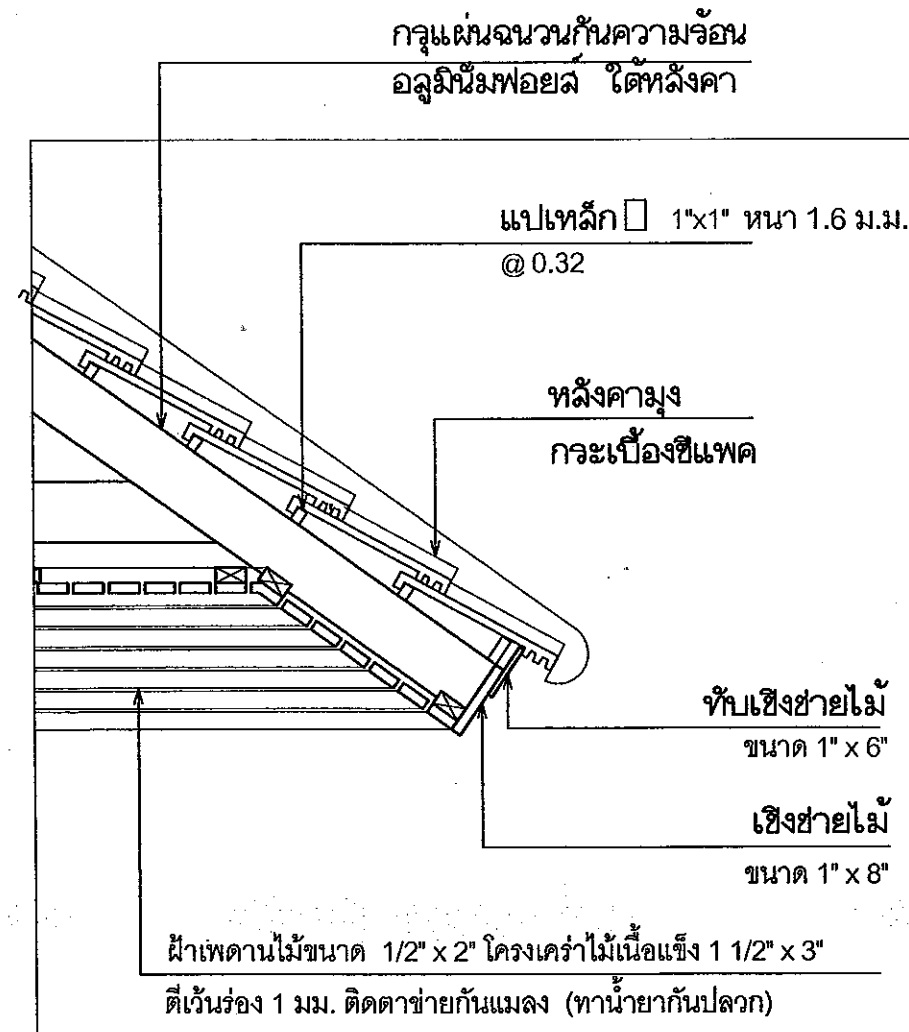 กรุแผ่นฉนวนกันความร้อน
อลูมินัมฟอยล์ ใต้หลังคา
แปเหล็ก 1"x1" หนา 1.6 ม.ม.
@ 0.32
หลังคามุง
กระเบื้องซีแพค
ทับเชิงชายไม้
ขนาด 1" x 6"
เชิงชายไม้
ขนาด 1" x 8"
ฝ้าเพดานไม้ขนาด 1/2" x 2" โครงเคร่าไม้เนื้อแข็ง 1 1/2" x 3"
ตีเว้นร่อง 1 มม. ติดตาข่ายกันแมลง (ทาน้ำยากันปลวก)